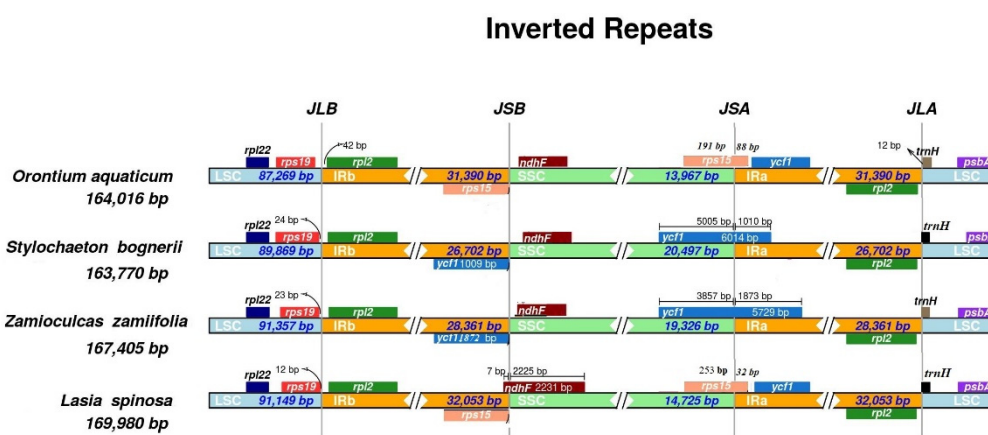 Inverted Repeats
JLB JSB JSA JLA
rpl22 rps19 42 bp rpl2 ndhF 191 bp 88 bp rps15 ycf1 12 bp trnH psbA
Orontium aquaticum LSC 87,269 bp IRb 31,390 bp SSC 13,967 bp IRa 31,390 bp LSC
164,016 bp rps15 rpl2
rpl22 24 bp rps19 rpl2 ndhF 5005 bp 1010 bp ycf1 6014 bp trnH psb
Stylochaeton bognerii LSC 89,869 bp IRb 26,702 bp SSC 20,497 bp IRa 26,702 bp LSC
163,770 bp ycf1 1009 bp rpl2
rpl22 23 bp rps19 rpl2 ndhF 3857 bp 1873 bp ycf1 5729 bp trnH psbA
Zamioculcas zamiifolia LSC 91,357 bp IRb 28,361 bp SSC 19,326 bp IRa 28,361 bp LSC
167,405 bp ycf1 1872 bp rpl2
rpl22 12 bp rps19 rpl2 7 bp 2225 bp ndhF 2231 bp 253 bp 32 bp rps15 ycf1 trnH psbA
Lasia spinosa LSC 91,149 bp IRb 32,053 bp SSC 14,725 bp IRa 32,053 bp LSC
169,980 bp rps15 rpl2